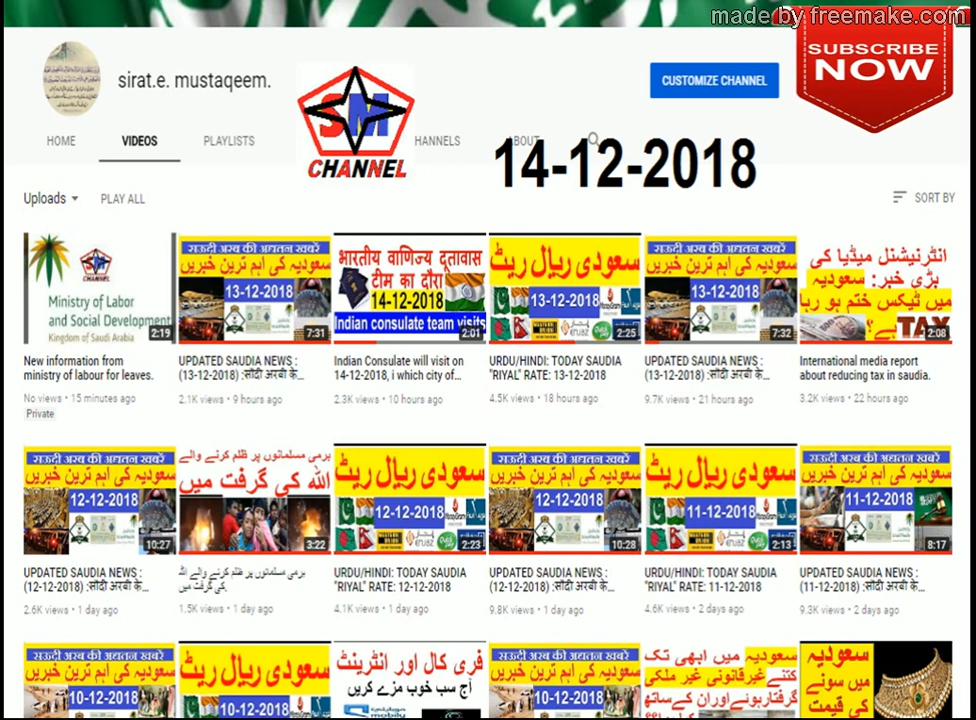 made by freemake.com
SUBSCRIBE
NOW
sirat.e. mustaqeem.
CUSTOMIZE CHANNEL
SM
CHANNEL
HOME VIDEOS PLAYLISTS HANNELS ABOUT
14-12-2018
Uploads PLAY ALL SORT BY
Ministry of Labor
and Social Development
Kingdom of Saudi Arabia
2:19
New information from
ministry of labour for leaves.
No views • 15 minutes ago
Private
सऊदी अरब की अद्यतन खबरें
سعودیہ کی اہم ترین خبریں
13-12-2018
7:31
UPDATED SAUDIA NEWS :
(13-12-2018) :सौदी अरबी के...
2.1K views • 9 hours ago
भारतीय वाणिज्य दूतावास
टीम का दौरा
14-12-2018
Indian consulate team visits
2:01
Indian Consulate will visit on
14-12-2018, i which city of...
2.3K views • 10 hours ago
سعودی ریال ریٹ
13-12-2018
2:25
URDU/HINDI: TODAY SAUDIA
"RIYAL" RATE: 13-12-2018
4.5K views • 18 hours ago
सऊदी अरब की अद्यतन खबरें
سعودیہ کی اہم ترین خبریں
13-12-2018
7:32
UPDATED SAUDIA NEWS :
(13-12-2018) :सौदी अरबी के...
9.7K views • 21 hours ago
انٹرنیشنل میڈیا کی
بڑی خبر: سعودیہ
میں ٹیکس ختم ہو رہا
ہے؟
TAX
2:08
International media report
about reducing tax in saudia.
3.2K views • 22 hours ago
सऊदी अरब की अद्यतन खबरें
سعودیہ کی اہم ترین خبریں
12-12-2018
10:27
UPDATED SAUDIA NEWS :
(12-12-2018) :सौदी अरबी के...
2.6K views • 1 day ago
برمی مسلمانوں پر ظلم کرنے والے
اللہ کی گرفت میں
3:22
برمی مسلمانوں پر ظلم کرنے والے اللہ
کی گرفت میں.
1.5K views • 1 day ago
سعودی ریال ریٹ
12-12-2018
2:23
URDU/HINDI: TODAY SAUDIA
"RIYAL" RATE: 12-12-2018
4.1K views • 1 day ago
सऊदी अरब की अद्यतन खबरें
سعودیہ کی اہم ترین خبریں
12-12-2018
10:28
UPDATED SAUDIA NEWS :
(12-12-2018) :सौदी अरबी के...
9.8K views • 1 day ago
سعودی ریال ریٹ
11-12-2018
2:13
URDU/HINDI: TODAY SAUDIA
"RIYAL" RATE: 11-12-2018
4.6K views • 2 days ago
सऊदी अरब की अद्यतन खबरें
سعودیہ کی اہم ترین خبریں
11-12-2018
8:17
UPDATED SAUDIA NEWS :
(11-12-2018) :सौदी अरबी के...
9.3K views • 2 days ago
सऊदी अरब की अद्यतन खबरें
سعودیہ کی اہم ترین خبریں
10-12-2018
سعودی ریال ریٹ
10-12-2018
فری کال اور انٹرنیٹ
آج سب خوب مزے کریں
mobily
सऊदी अरब की अद्यतन खबरें
سعودیہ کی اہم ترین خبریں
10-12-2018
سعودیہ میں ابھی تک
کتنے غیرقانونی غیر ملکی
گرفتار ہوئے اور ان کے ساتھ
سعودیہ
میں سونے
کی قیمت